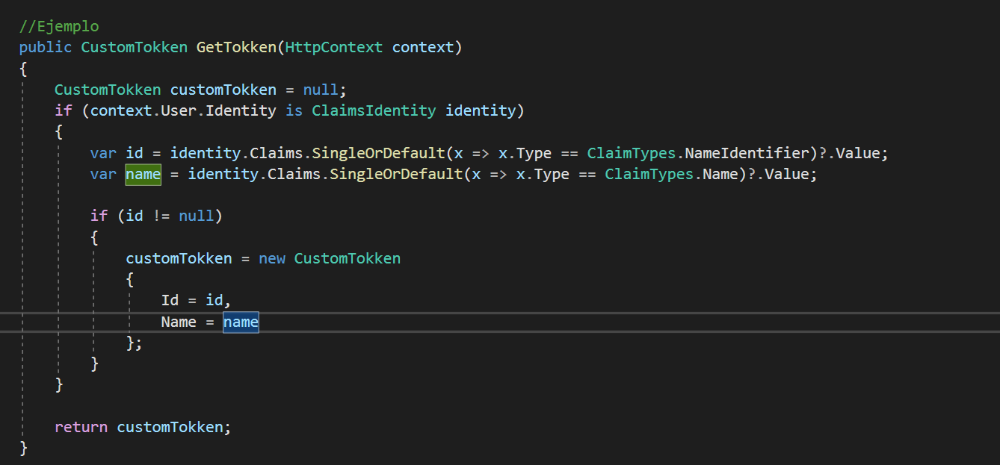 //Ejemplo
public CustomTokken GetTokken(HttpContext context)
{
CustomTokken customTokken = null;
if (context.User.Identity is ClaimsIdentity identity)
{
var id = identity.Claims.SingleOrDefault(x => x.Type == ClaimTypes.NameIdentifier)?.Value;
var name = identity.Claims.SingleOrDefault(x => x.Type == ClaimTypes.Name)?.Value;
if (id != null)
{
customTokken = new CustomTokken
{
Id = id,
Name = name
};
}
}
return customTokken;
}